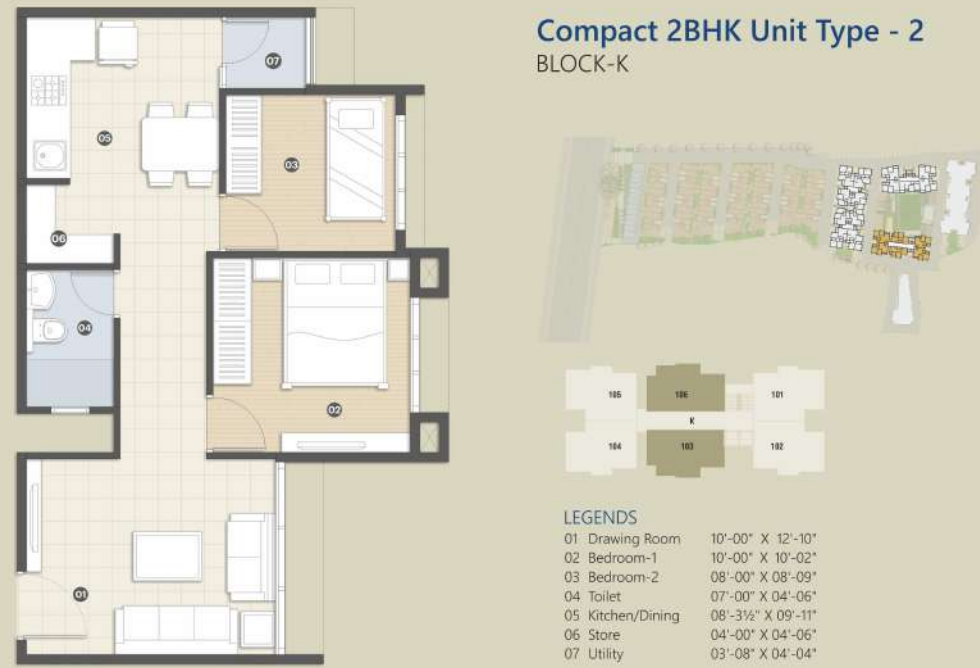 Compact 2BHK Unit Type - 2
BLOCK-K
07
05
03
06
04
02
01
105 106 101
K
104 103 102
LEGENDS
01 Drawing Room 10'-00" X 12'-10"
02 Bedroom-1 10'-00" X 10'-02"
03 Bedroom-2 08'-00" X 08'-09"
04 Toilet 07'-00" X 04'-06"
05 Kitchen/Dining 08'-3½" X 09'-11"
06 Store 04'-00" X 04'-06"
07 Utility 03'-08" X 04'-04"